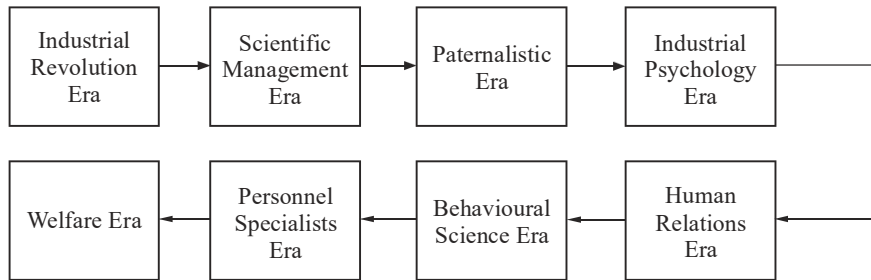 Industrial
Revolution
Era
Scientific
Management
Era
Paternalistic
Era
Industrial
Psychology
Era
Welfare Era
Personnel
Specialists
Era
Behavioural
Science Era
Human
Relations
Era